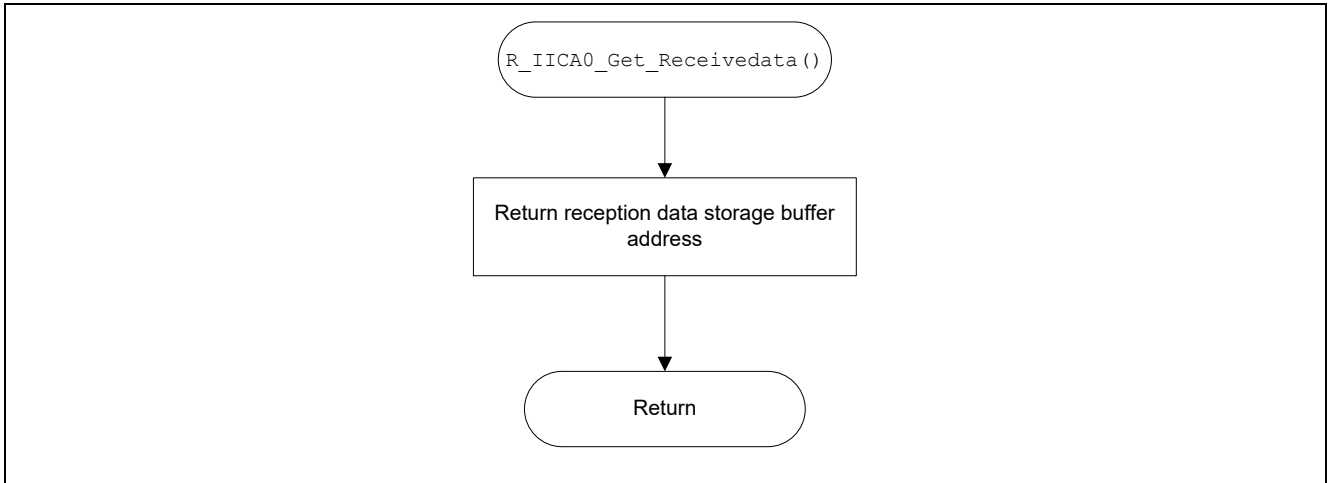 R_IICA0_Get_Receivedata()
Return reception data storage buffer
address
Return